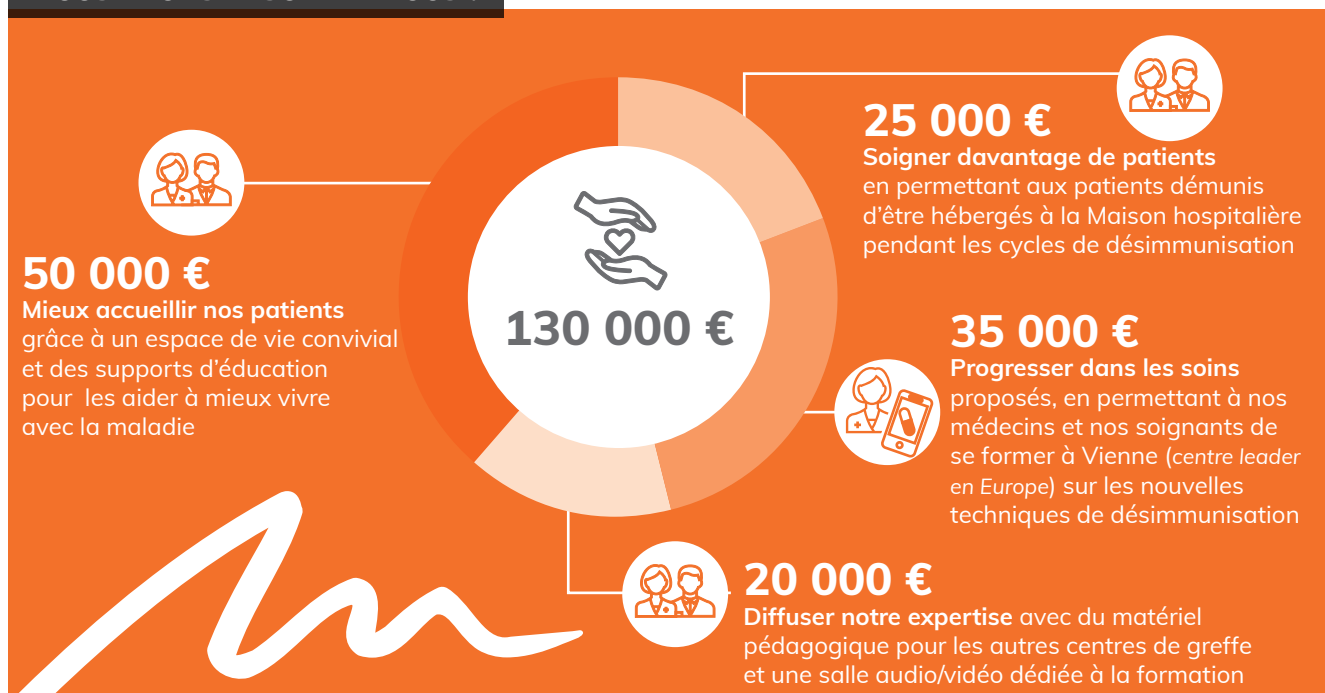 130 000 €
25 000 €
Soigner davantage de patients
en permettant aux patients démunis
d'être hébergés à la Maison hospitalière
pendant les cycles de désimmunisation
50 000 €
Mieux accueillir nos patients
grâce à un espace de vie convivial
et des supports d'éducation
pour les aider à mieux vivre
avec la maladie
35 000 €
Progresser dans les soins
proposés, en permettant à nos
médecins et nos soignants de
se former à Vienne (centre leader
en Europe) sur les nouvelles
techniques de désimmunisation
20 000 €
Diffuser notre expertise avec du matériel
pédagogique pour les autres centres de greffe
et une salle audio/vidéo dédiée à la formation